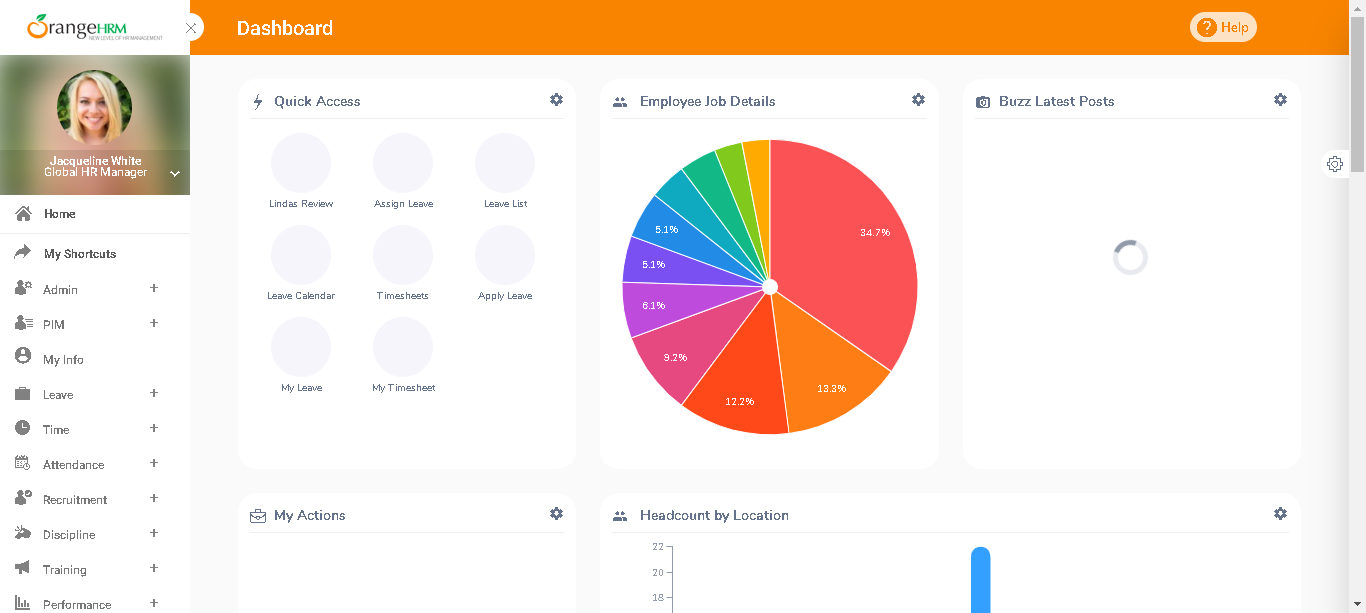 OrangeHRM
NEW LEVEL OF HR MANAGEMENT
Dashboard
? Help
Jacqueline White
Global HR Manager
Home
My Shortcuts
Admin +
PIM +
My Info
Leave +
Time +
Attendance +
Recruitment +
Discipline +
Training +
Performance +
Quick Access
Lindas Review
Assign Leave
Leave List
Leave Calendar
Timesheets
Apply Leave
My Leave
My Timesheet
Employee Job Details
34.7%
13.3%
12.2%
9.2%
6.1%
5.1%
5.1%
Buzz Latest Posts
My Actions
Headcount by Location
22
20
18